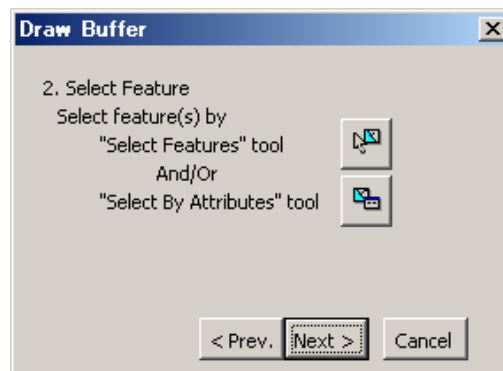 Draw Buffer
2. Select Feature
Select feature(s) by
"Select Features" tool
And/Or
"Select By Attributes" tool
< Prev.
Next >
Cancel